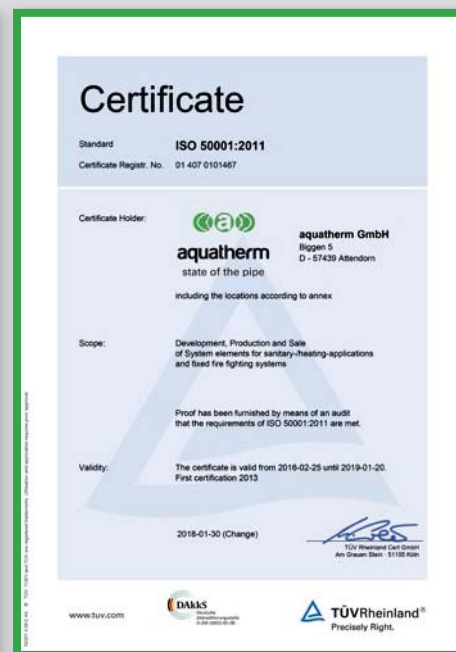 Certificate
Standard ISO 50001:2011
Certificate Registr. No. 01 407 0101467
Certificate Holder:
aquatherm
state of the pipe
aquatherm GmbH
Biggen 5
D - 57439 Attendorn
including the locations according to annex
Scope: Development, Production and Sale
of System elements for sanitary-/heating-applications
and fixed fire fighting systems
Proof has been furnished by means of an audit
that the requirements of ISO 50001:2011 are met.
Validity: The certificate is valid from 2016-02-25 until 2019-01-20.
First certification 2013
2018-01-30 (Change)
TÜV Rheinland Cert GmbH
Am Grauen Stein · 51105 Köln
www.tuv.com
DAkkS
Deutsche
Akkreditierungsstelle
TÜVRheinland®
Precisely Right.